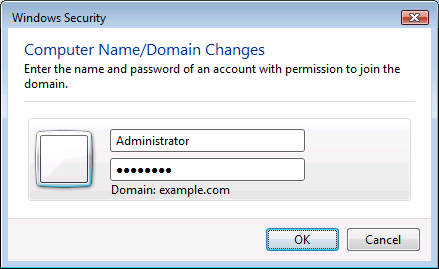 Windows Security
Computer Name/Domain Changes
Enter the name and password of an account with permission to join the
domain.
Administrator
●●●●●●●●
Domain: example.com
OK
Cancel